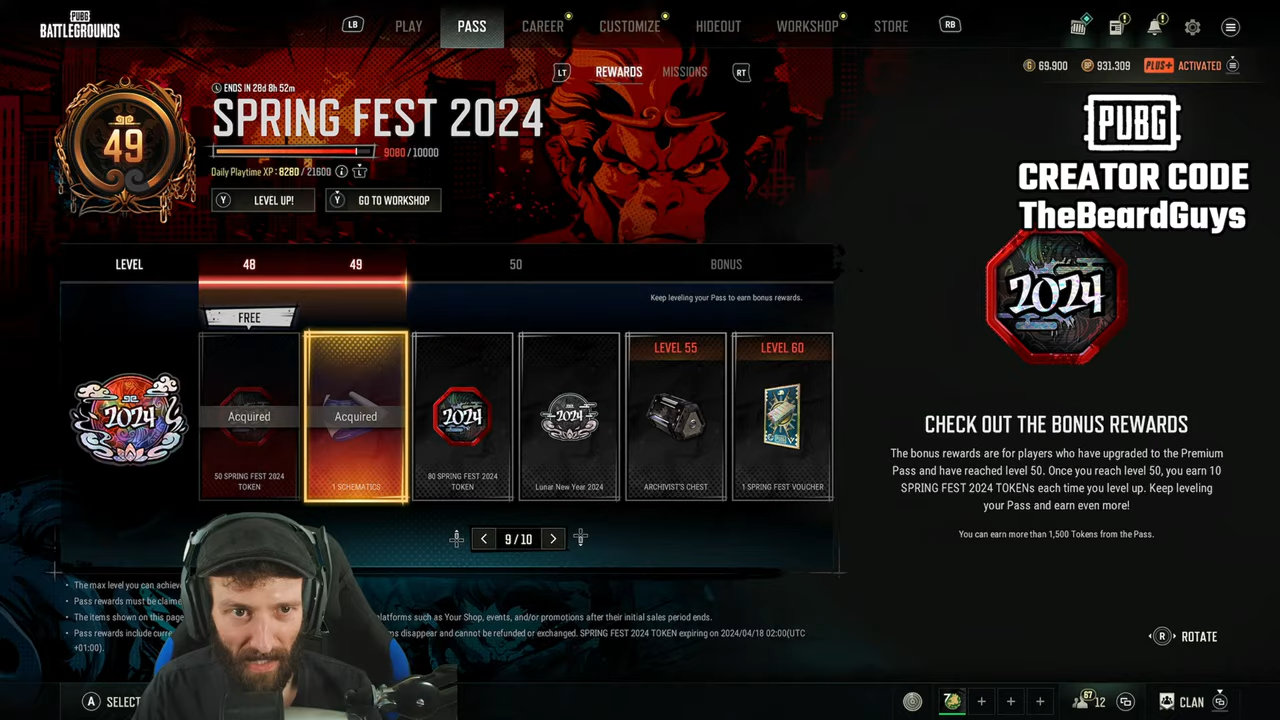 PUBG
BATTLEGROUNDS
LB
PLAY
PASS
CAREER
CUSTOMIZE
HIDEOUT
WORKSHOP
STORE
RB
LT
REWARDS
MISSIONS
RT
G 69.900
BP 931.309
PLUS+ ACTIVATED
ENDS IN 28d 8h 52m
SPRING FEST 2024
49
9080 / 10000
Daily Playtime XP : 8280 / 21600
L
Y LEVEL UP!
Y GO TO WORKSHOP
PUBG
CREATOR CODE
TheBeardGuys
2024
LEVEL
48
49
50
BONUS
Keep leveling your Pass to earn bonus rewards.
FREE
LEVEL 55
LEVEL 60
2024
Acquired
Acquired
2024
2024
50 SPRING FEST 2024
TOKEN
1 SCHEMATICS
80 SPRING FEST 2024
TOKEN
Lunar New Year 2024
ARCHIVIST'S CHEST
1 SPRING FEST VOUCHER
CHECK OUT THE BONUS REWARDS
The bonus rewards are for players who have upgraded to the Premium
Pass and have reached level 50. Once you reach level 50, you earn 10
SPRING FEST 2024 TOKENs each time you level up. Keep leveling
your Pass and earn even more!
You can earn more than 1,500 Tokens from the Pass.
9 / 10
The max level you can achiev
Pass rewards must be claime
The items shown on this page
latforms such as Your Shop, events, and/or promotions after their initial sales period ends.
Pass rewards include curre
ms disappear and cannot be refunded or exchanged. SPRING FEST 2024 TOKEN expiring on 2024/04/18 02:00(UTC
+01:00).
R ROTATE
A SELECT
67
12
CLAN